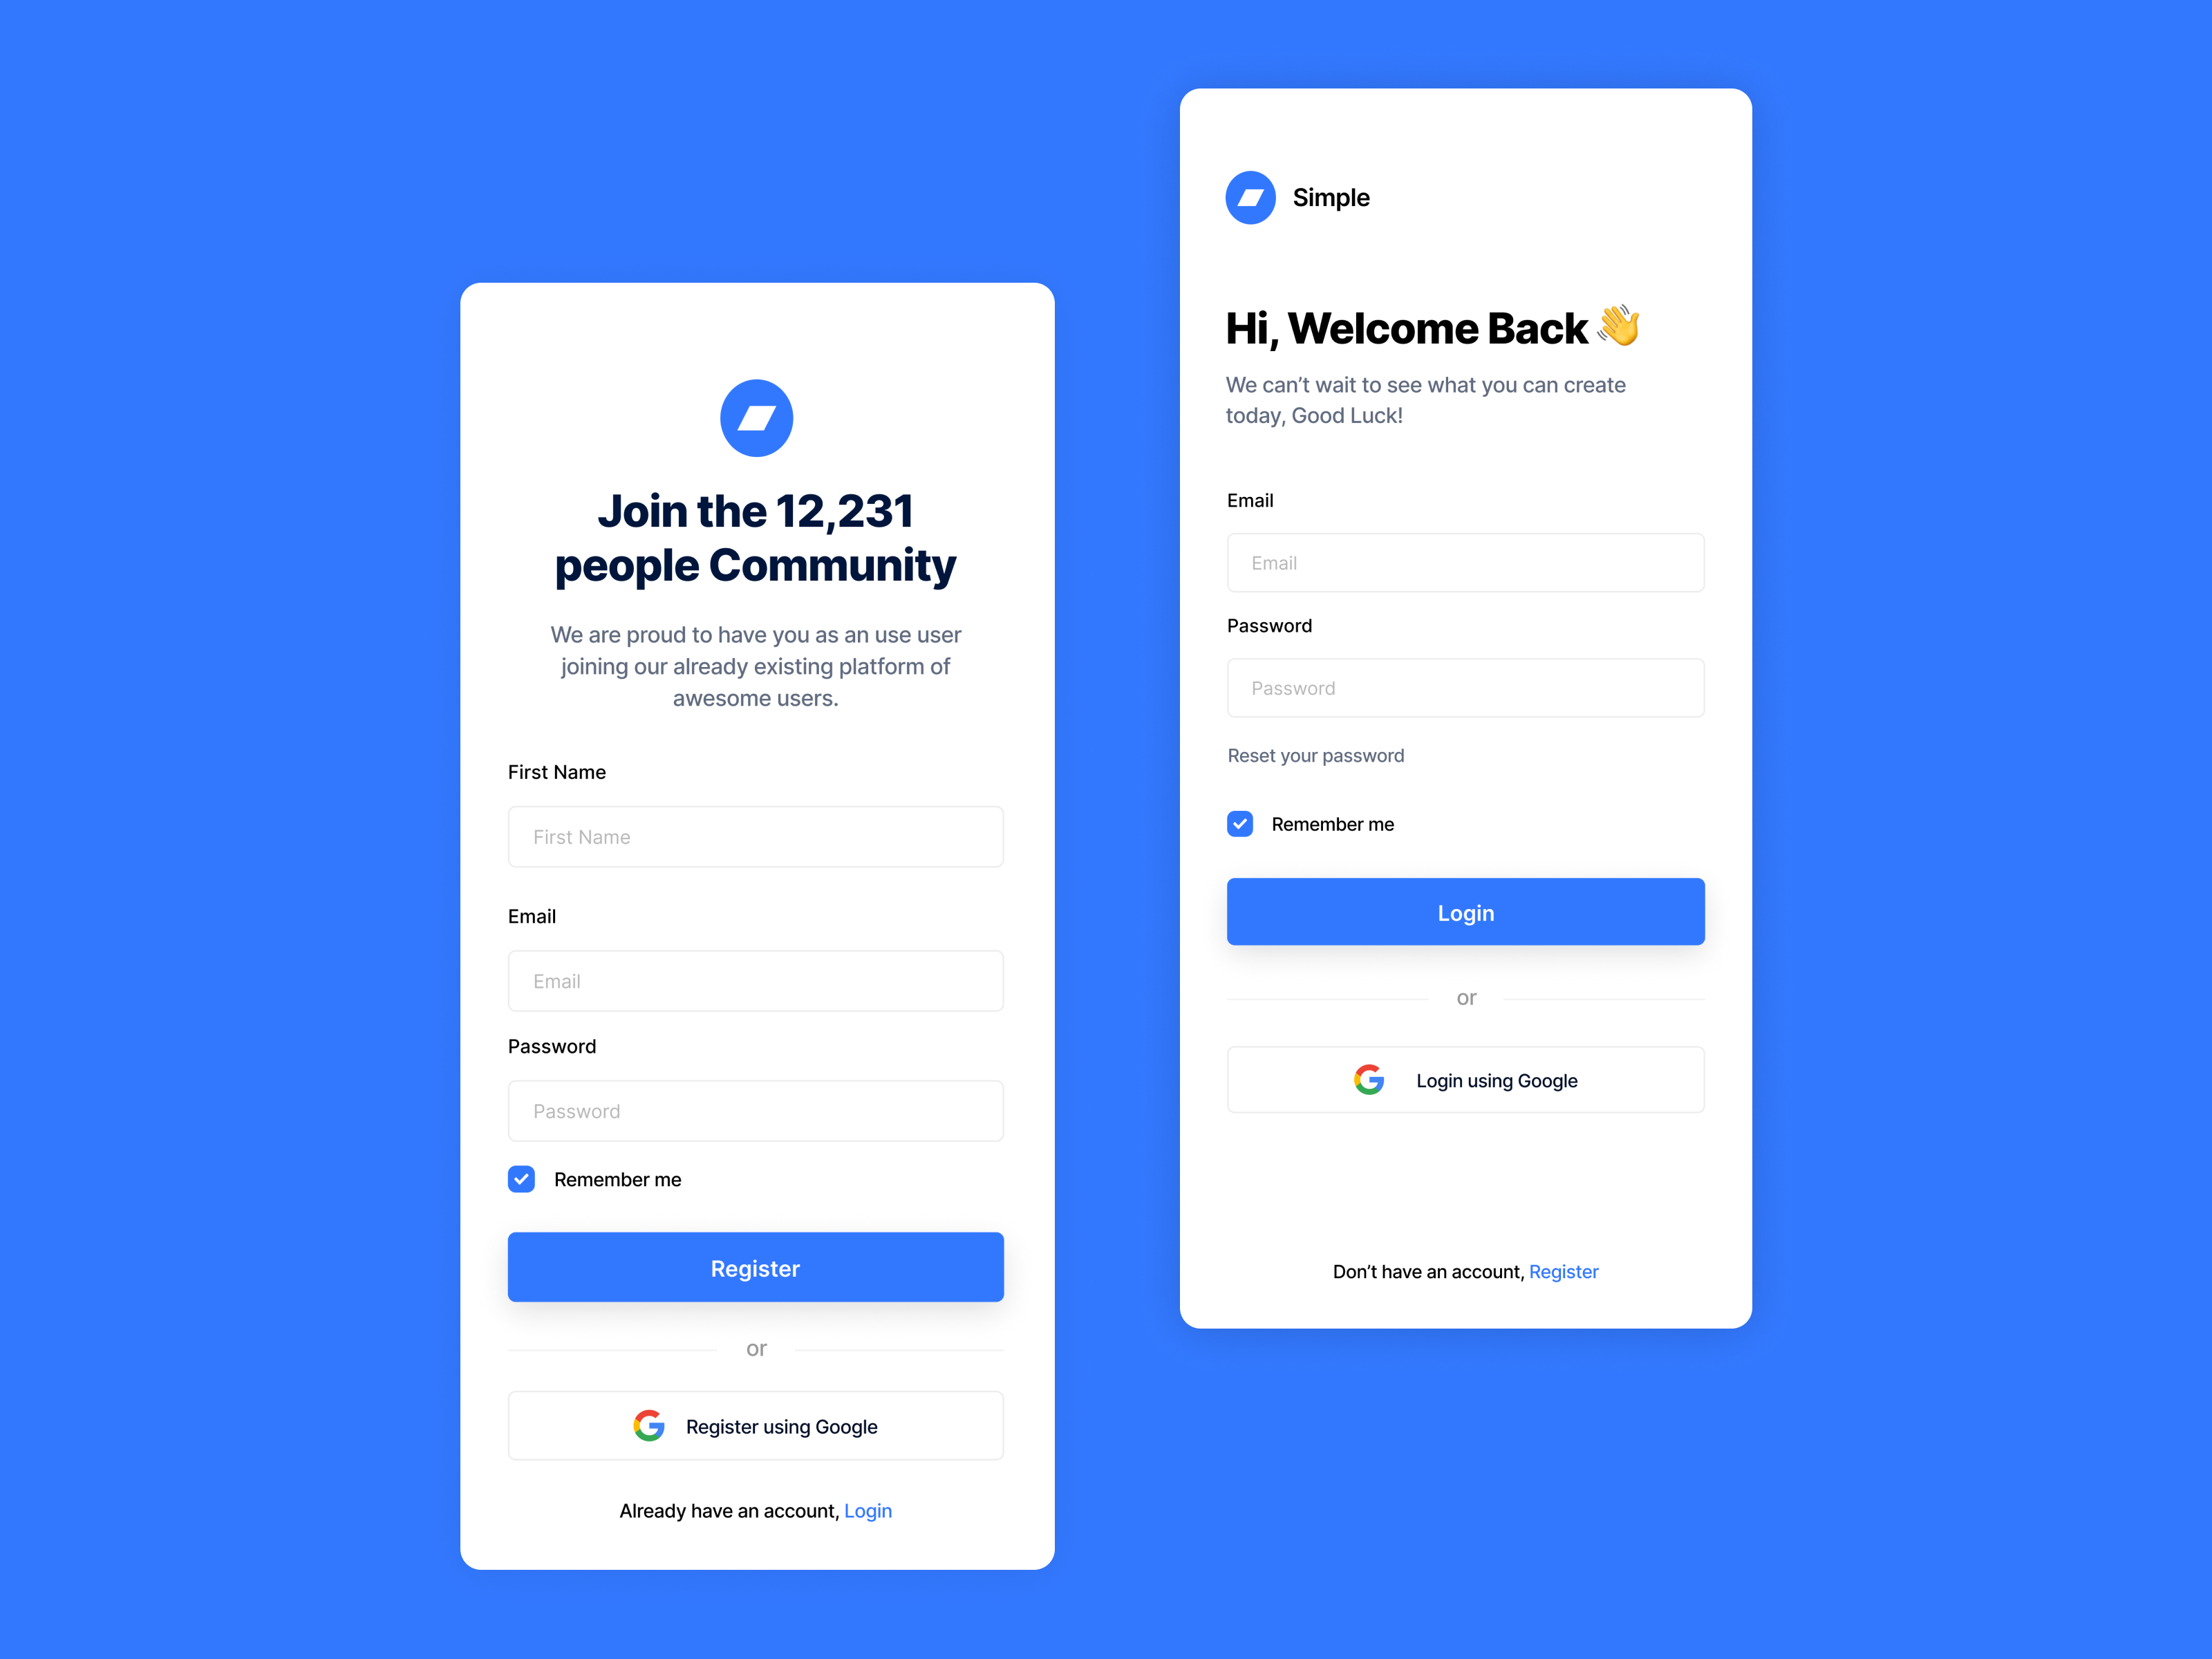 Join the 12,231
people Community
We are proud to have you as an use user
joining our already existing platform of
awesome users.
First Name
First Name
Email
Email
Password
Password
Remember me
Register
or
Register using Google
Already have an account, Login
Simple
Hi, Welcome Back 👋
We can’t wait to see what you can create
today, Good Luck!
Email
Email
Password
Password
Reset your password
Remember me
Login
or
Login using Google
Don’t have an account, Register